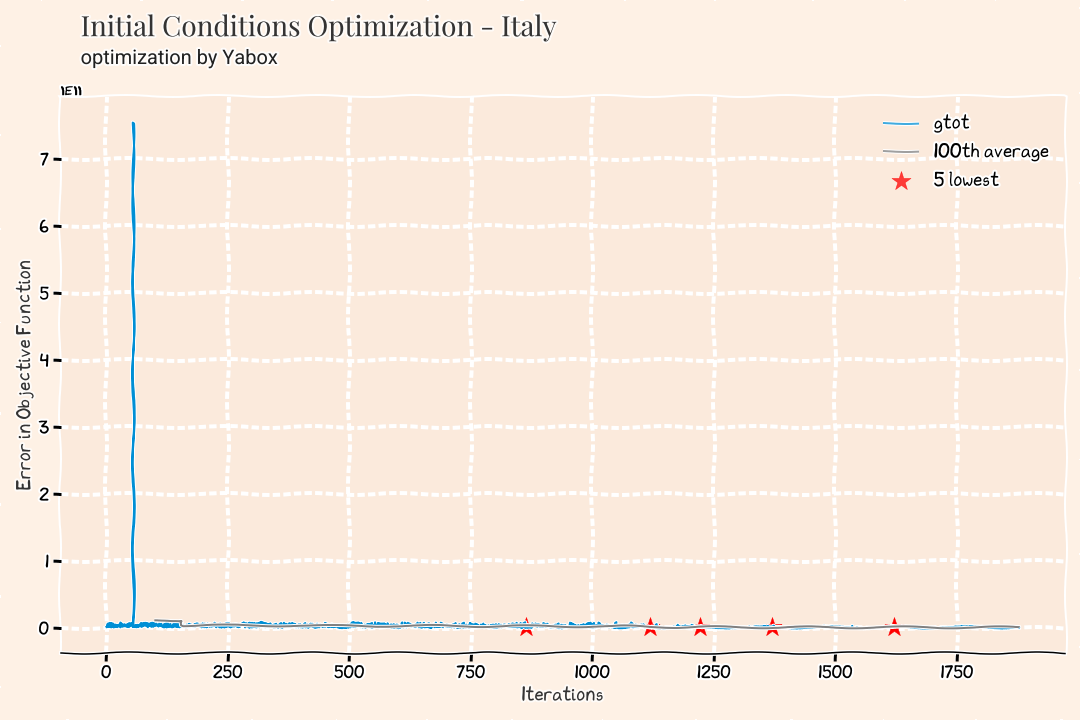 Initial Conditions Optimization - Italy
optimization by Yabox
1E11
gtot
100th average
5 lowest
7
6
5
4
3
2
1
0
Error in Objective Function
0 250 500 750 1000 1250 1500 1750
Iterations